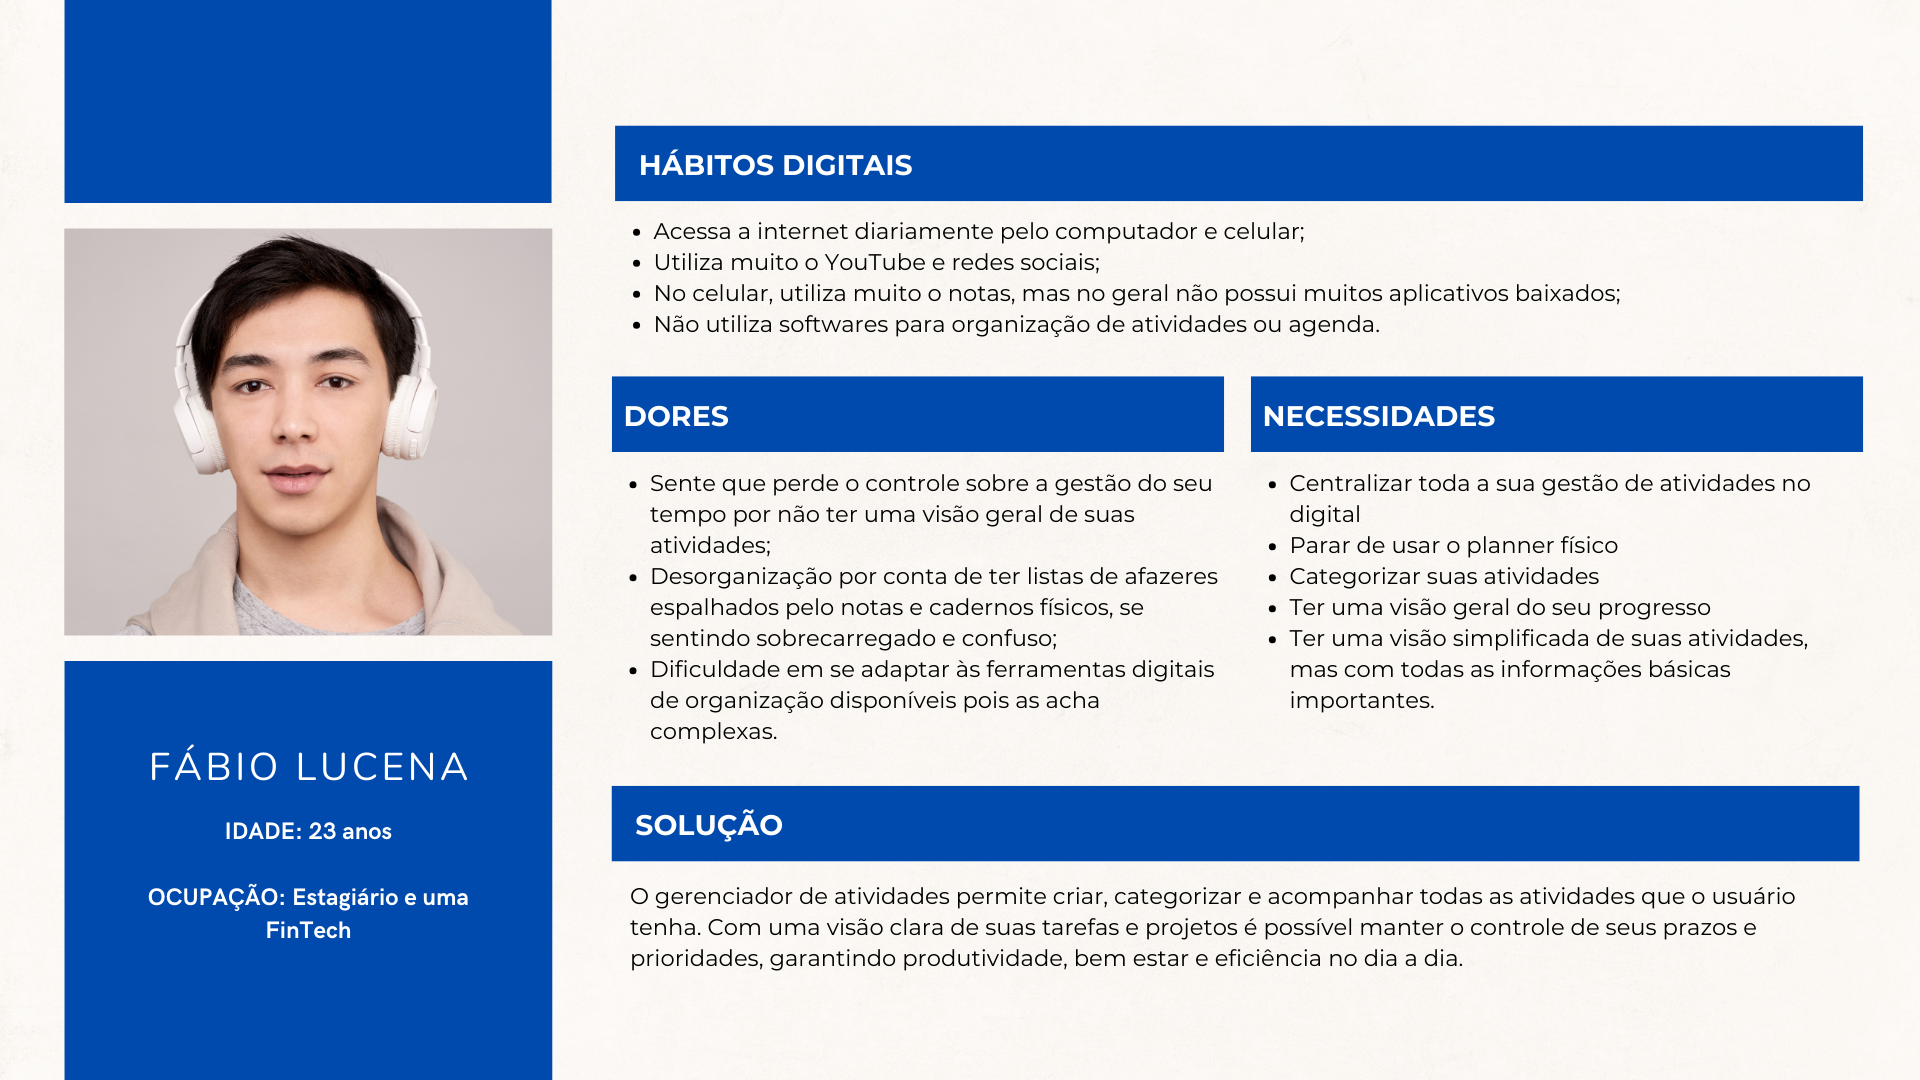 HÁBITOS DIGITAIS
Acessa a internet diariamente pelo computador e celular;
Utiliza muito o YouTube e redes sociais;
No celular, utiliza muito o notas, mas no geral não possui muitos aplicativos baixados;
Não utiliza softwares para organização de atividades ou agenda.
DORES
Sente que perde o controle sobre a gestão do seu
tempo por não ter uma visão geral de suas
atividades;
Desorganização por conta de ter listas de afazeres
espalhados pelo notas e cadernos físicos, se
sentindo sobrecarregado e confuso;
Dificuldade em se adaptar às ferramentas digitais
de organização disponíveis pois as acha
complexas.
NECESSIDADES
Centralizar toda a sua gestão de atividades no
digital
Parar de usar o planner físico
Categorizar suas atividades
Ter uma visão geral do seu progresso
Ter uma visão simplificada de suas atividades,
mas com todas as informações básicas
importantes.
FÁBIO LUCENA
IDADE: 23 anos
OCUPAÇÃO: Estagiário e uma
FinTech
SOLUÇÃO
O gerenciador de atividades permite criar, categorizar e acompanhar todas as atividades que o usuário
tenha. Com uma visão clara de suas tarefas e projetos é possível manter o controle de seus prazos e
prioridades, garantindo produtividade, bem estar e eficiência no dia a dia.